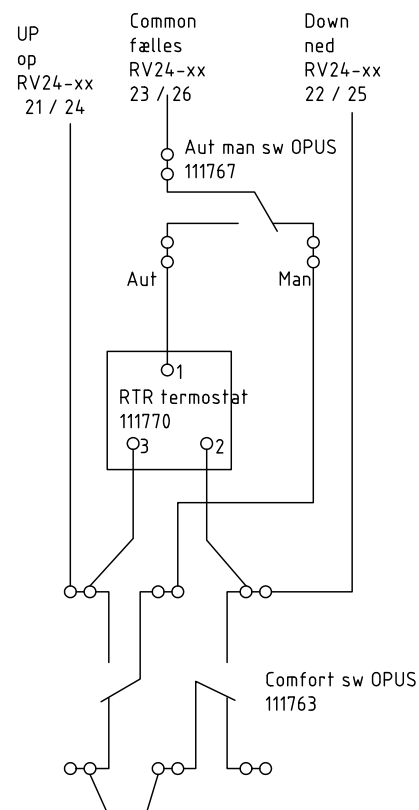 UP
op
RV24-xx
21 / 24
Common
fælles
RV24-xx
23 / 26
Down
ned
RV24-xx
22 / 25
Aut man sw OPUS
111767
Aut
Man
1
RTR termostat
111770
3
2
Comfort sw OPUS
111763